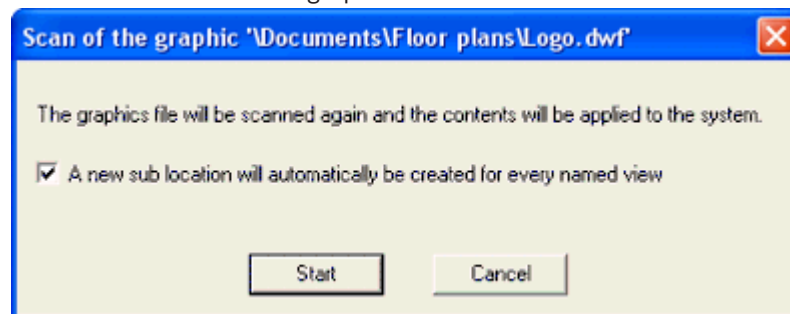 Scan of the graphic '\Documents\Floor plans\Logo.dwf'
The graphics file will be scanned again and the contents will be applied to the system.
A new sub location will automatically be created for every named view
Start Cancel